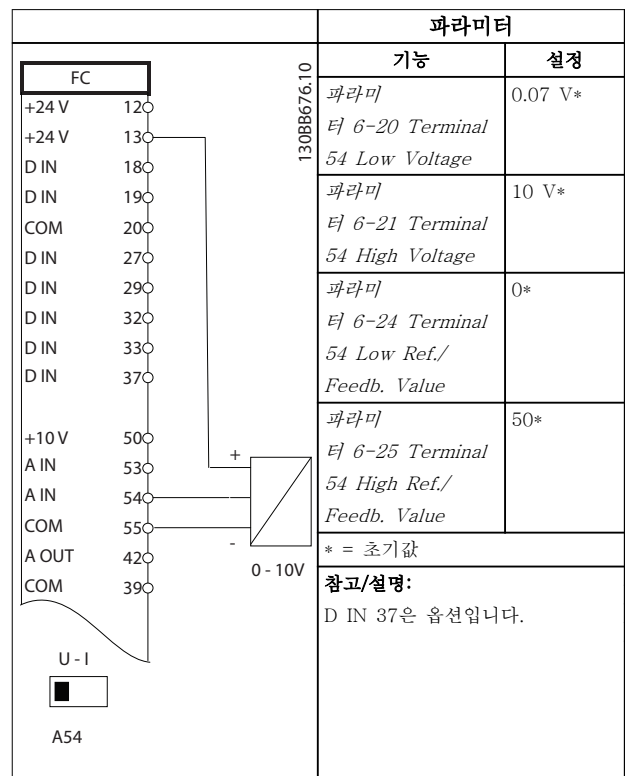 FC
+24 V 12
+24 V 13
D IN 18
D IN 19
COM 20
D IN 27
D IN 29
D IN 32
D IN 33
D IN 37
+10 V 50
A IN 53
A IN 54
COM 55
A OUT 42
COM 39
+
-
0 - 10V
U - I
A54
130BB676.10
파라미터
기능 설정
파라미 0.07 V*
터 6-20 Terminal
54 Low Voltage
파라미 10 V*
터 6-21 Terminal
54 High Voltage
파라미 0*
터 6-24 Terminal
54 Low Ref./
Feedb. Value
파라미 50*
터 6-25 Terminal
54 High Ref./
Feedb. Value
* = 초기값
참고/설명:
D IN 37은 옵션입니다.